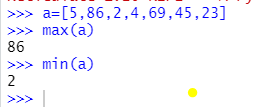 >>> a=[5,86,2,4,69,45,23]
>>> max(a)
86
>>> min(a)
2
>>>